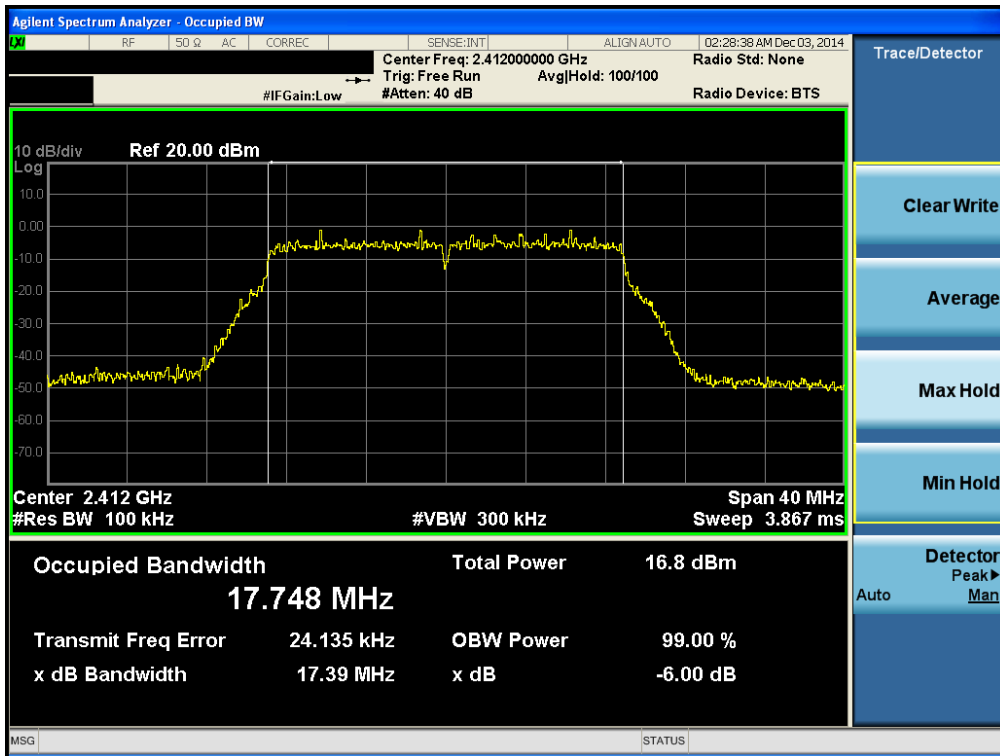 Agilent Spectrum Analyzer - Occupied BW
LXI RF 50 Ω AC CORREC SENSE:INT ALIGN AUTO 02:28:38 AM Dec 03, 2014
Center Freq: 2.412000000 GHz Radio Std: None
Trig: Free Run Avg|Hold: 100/100
#IFGain:Low #Atten: 40 dB Radio Device: BTS
Trace/Detector
10 dB/div Ref 20.00 dBm
Log
10.0
0.00
-10.0
-20.0
-30.0
-40.0
-50.0
-60.0
-70.0
Center 2.412 GHz Span 40 MHz
#Res BW 100 kHz #VBW 300 kHz Sweep 3.867 ms
Occupied Bandwidth Total Power 16.8 dBm
17.748 MHz
Transmit Freq Error 24.135 kHz OBW Power 99.00 %
x dB Bandwidth 17.39 MHz x dB -6.00 dB
Clear Write
Average
Max Hold
Min Hold
Detector
Peak▶
Auto Man
MSG STATUS